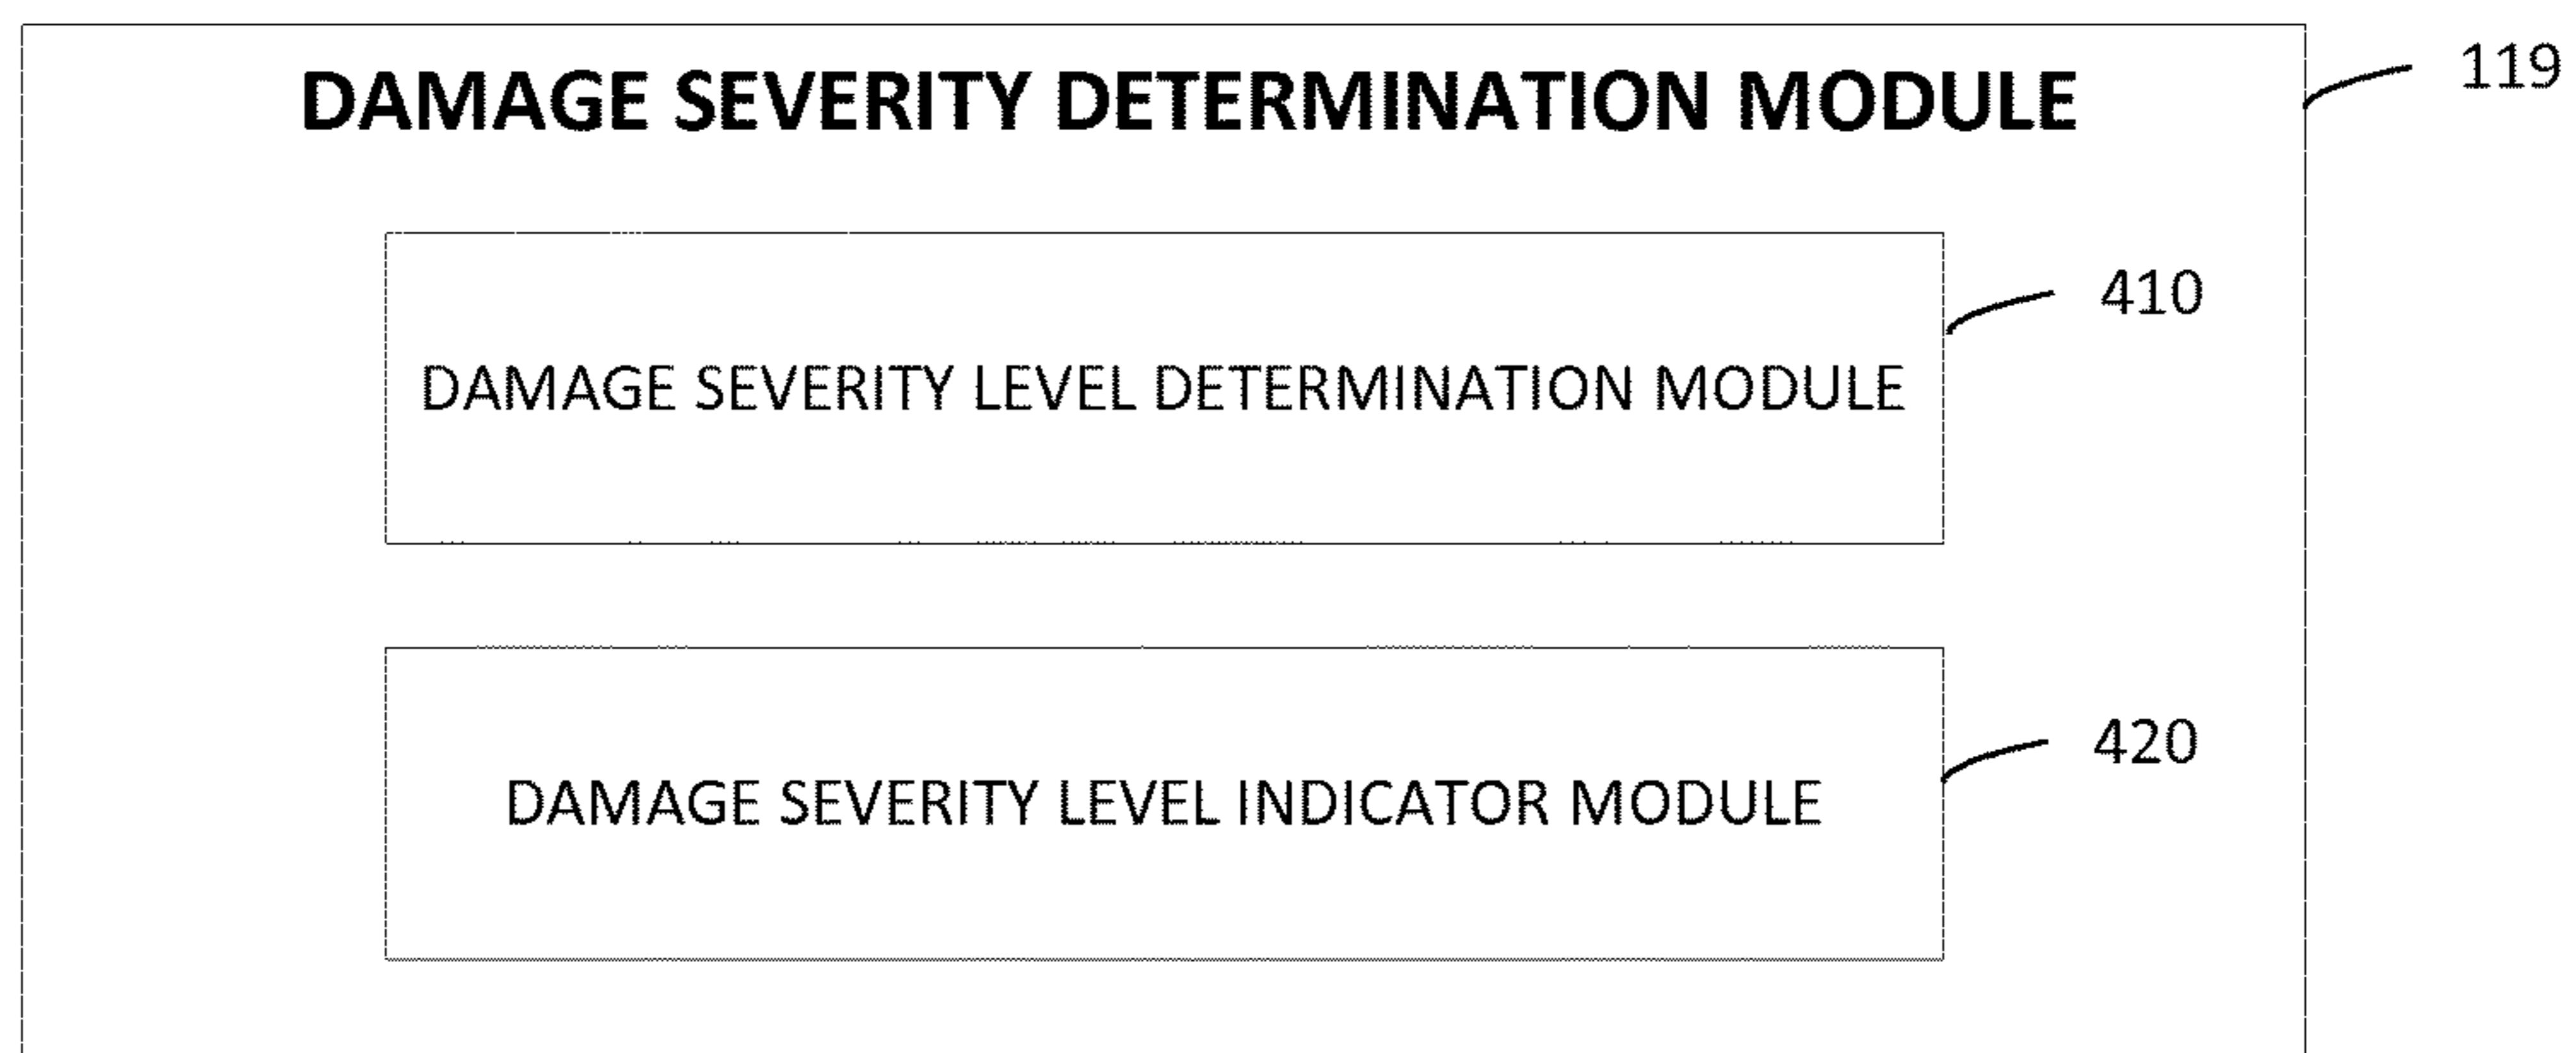 DAMAGE SEVERITY DETERMINATION MODULE
119
410
DAMAGE SEVERITY LEVEL DETERMINATION MODULE
420
DAMAGE SEVERITY LEVEL INDICATOR MODULE